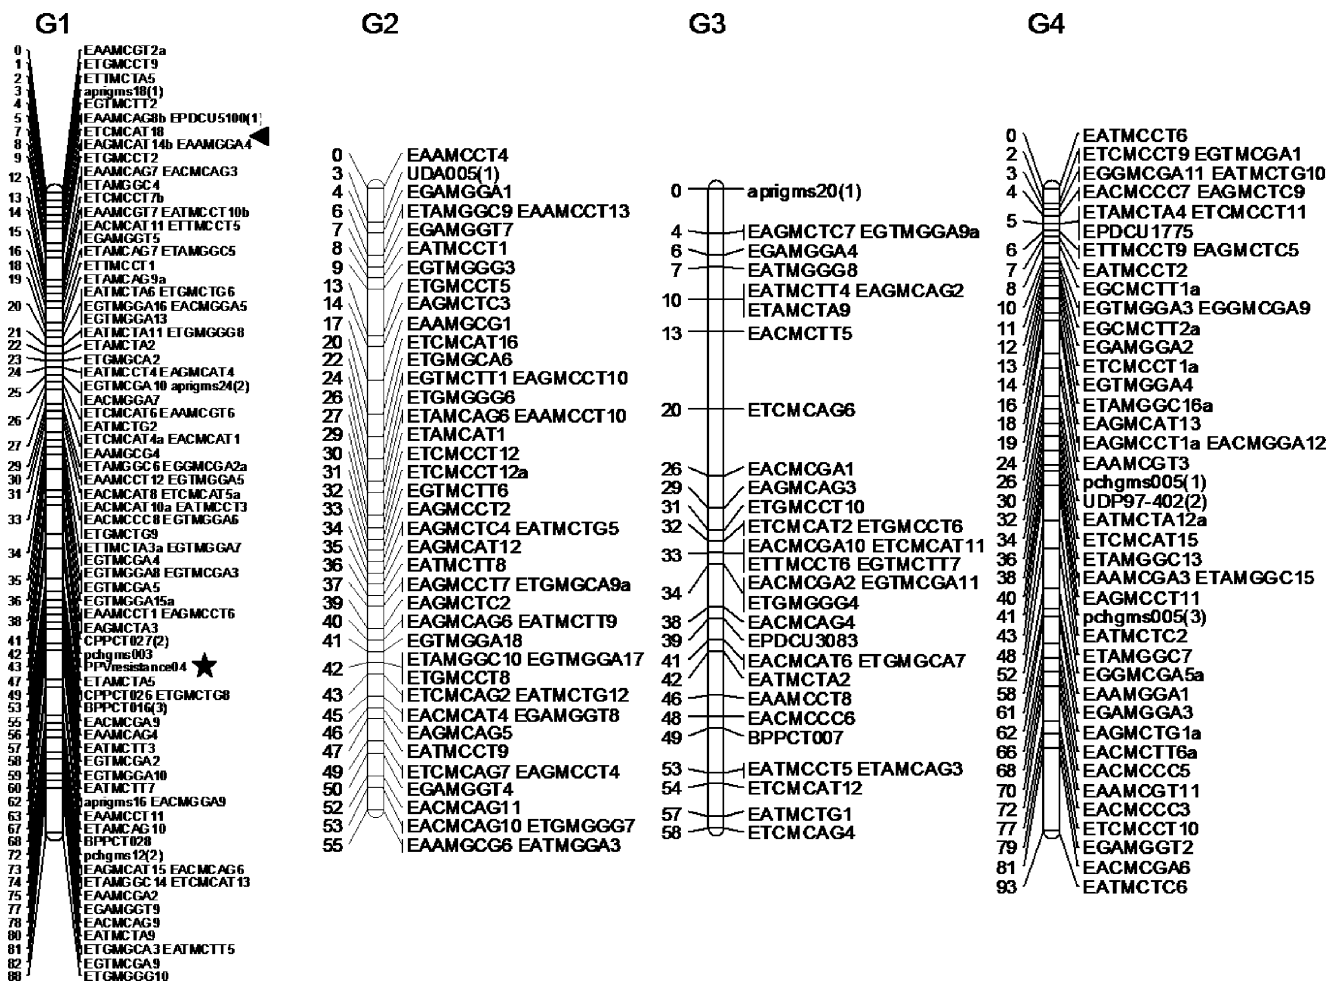 G1
0 EAAMCGT2a
1 ETGMCCT9
2 ETTMCTA5
3 aprigms18(1)
4 EGTMCTT2
5 EAAMCAG8b EPDCU5100(1)
7 ETCMCAT18
8 EAGMCAT14b EAAMGGA4
9 ETGMCCT2
12 EAAMCAG7 EACMCAG3
ETAMGGC4
13 ETCMCCT7b
14 EAAMCGT7 EATMCCT10b
15 EACMCAT11 ETTMCCT5
EGAMGGT5
16 ETAMCAG7 ETAMGGC5
18 ETTMCCT1
19 ETAMCAG9a
EATMCTA6 ETGMCTG6
20 EGTMGGA16 EACMGGA5
EGTMGGA13
21 EATMCTA11 ETGMGGG8
22 ETAMCTA2
23 ETGMGCA2
24 EATMCCT4 EAGMCAT4
25 EGTMCGA10 aprigms24(2)
EACMGGA7
26 ETCMCAT6 EAAMCGT6
EATMCTG2
27 ETCMCAT4a EACMCAT1
EAAMGCG4
29 ETAMGGC6 EGGMCGA2a
30 EAAMCCT12 EGTMGGA5
31 EACMCAT8 ETCMCAT5a
EACMCAT10a EATMCCT3
33 EACMCCC8 EGTMGGA6
ETGMCTG9
34 ETTMCTA3a EGTMGGA7
EGTMCGA4
EGTMGGA8 EGTMCGA3
35 EGTMCGA5
36 EGTMGGA15a
38 EAAMCCT1 EAGMCCT6
EAGMCTA3
41 CPPCT027(2)
42 pchgms003
43 PPVresistance04
47 ETAMCTA5
49 CPPCT026 ETGMCTG8
53 BPPCT016(3)
55 EACMCGA9
56 EAAMCAG4
57 EATMCTT3
58 EGTMCGA2
59 EGTMGGA10
60 EATMCTT7
62 aprigms16 EACMGGA9
63 EAAMCCT11
67 ETAMCAG10
68 BPPCT028
72 pchgms12(2)
73 EAGMCAT15 EACMCAG6
74 ETAMGGC14 ETCMCAT13
75 EAAMCGA2
77 EGAMGGT9
78 EACMCAG9
80 EATMCTA9
81 ETGMGCA3 EATMCTT5
82 EGTMCGA9
88 ETGMGGG10
G2
0 EAAMCCT4
3 UDA005(1)
4 EGAMGGA1
6 ETAMGGC9 EAAMCCT13
7 EGAMGGT7
8 EATMCCT1
9 EGTMGGG3
13 ETGMCCT5
14 EAGMCTC3
17 EAAMGCG1
20 ETCMCAT16
22 ETGMGCA6
24 EGTMCTT1 EAGMCCT10
26 EGTMGGG6
27 ETAMCAG6 EAAMCCT10
29 ETAMCAT1
30 ETCMCCT12
31 ETCMCCT12a
32 EGTMCTT6
33 EAGMCCT2
34 EAGMCTC4 EATMCTG5
35 EAGMCAT12
36 EATMCTT8
37 EAGMCCT7 ETGMGCA9a
39 EAGMCTC2
40 EAGMCAG6 EATMCTT9
41 EGTMGGA18
42 ETAMGGC10 EGTMGGA17
ETGMCCT8
43 ETCMCAG2 EATMCTG12
45 EACMCAT4 EGAMGGT8
46 EAGMCAG5
47 EATMCCT9
49 ETCMCAG7 EAGMCCT4
50 EGAMGGT4
52 EACMCAG11
53 EACMCAG10 ETGMGGG7
55 EAAMGCG6 EATMGGA3
G3
0 aprigms20(1)
4 EAGMCTC7 EGTMGGA9a
6 EGAMGGA4
7 EATMGGG8
10 EATMCTT4 EAGMCAG2
ETAMCTA9
13 EACMCTT5
20 ETCMCAG6
26 EACMCGA1
29 EAGMCAG3
31 ETGMCCT10
32 ETCMCAT2 ETGMCCT6
33 EACMCGA10 ETCMCAT11
ETTMCCT6 EGTMCTT7
34 EACMCGA2 EGTMCGA11
ETGMGGG4
38 EACMCAG4
39 EPDCU3083
41 EACMCAT6 ETGMGCA7
42 EATMCTA2
46 EAAMCCT8
48 EACMCCC6
49 BPPCT007
53 EATMCCT5 ETAMCAG3
54 ETCMCAT12
57 EATMCTG1
58 ETCMCAG4
G4
0 EATMCCT6
2 ETCMCCT9 EGTMCGA1
3 EGGMCGA11 EATMCTG10
4 EACMCCC7 EAGMCTC9
5 ETAMCTA4 ETCMCCT11
EPDCU1775
6 ETTMCCT9 EAGMCTC5
7 EATMCCT2
8 EGCMCTT1a
10 EGTMGGA3 EGGMCGA9
11 EGCMCTT2a
12 EGAMGGA2
13 ETCMCCT1a
14 EGTMGGA4
16 ETAMGGC16a
18 EAGMCAT13
19 EAGMCCT1a EACMGGA12
24 EAAMCGT3
26 pchgms005(1)
30 UDP97-402(2)
32 EATMCTA12a
34 ETCMCAT15
36 ETAMGGC13
38 EAAMCGA3 ETAMGGC15
40 EAGMCCT11
41 pchgms005(3)
43 EATMCTC2
48 ETAMGGC7
52 EGGMCGA5a
58 EAAMGGA1
61 EGAMGGA3
62 EAGMCTG1a
66 EACMCTT6a
68 EACMCCC5
70 EAAMCGT11
72 EACMCCC3
77 ETCMCCT10
79 EGAMGGT2
81 EACMCGA6
93 EATMCTC6